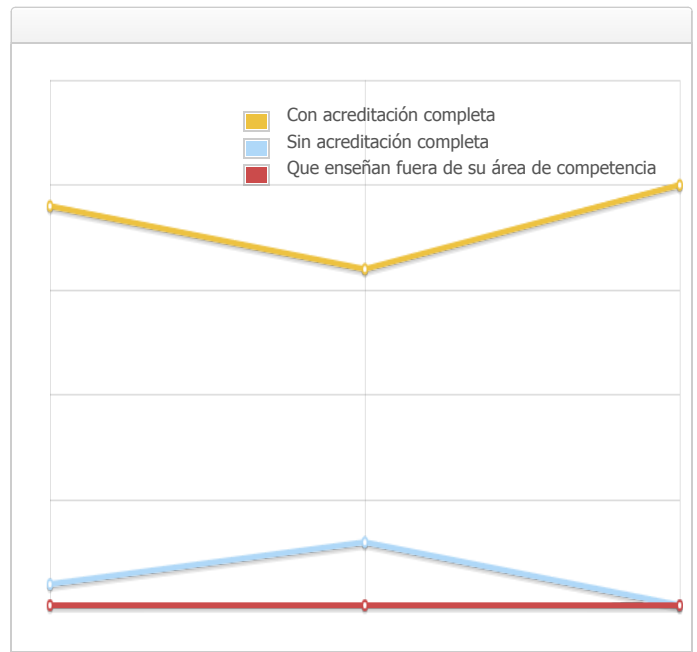 Con acreditación completa
Sin acreditación completa
Que enseñan fuera de su área de competencia